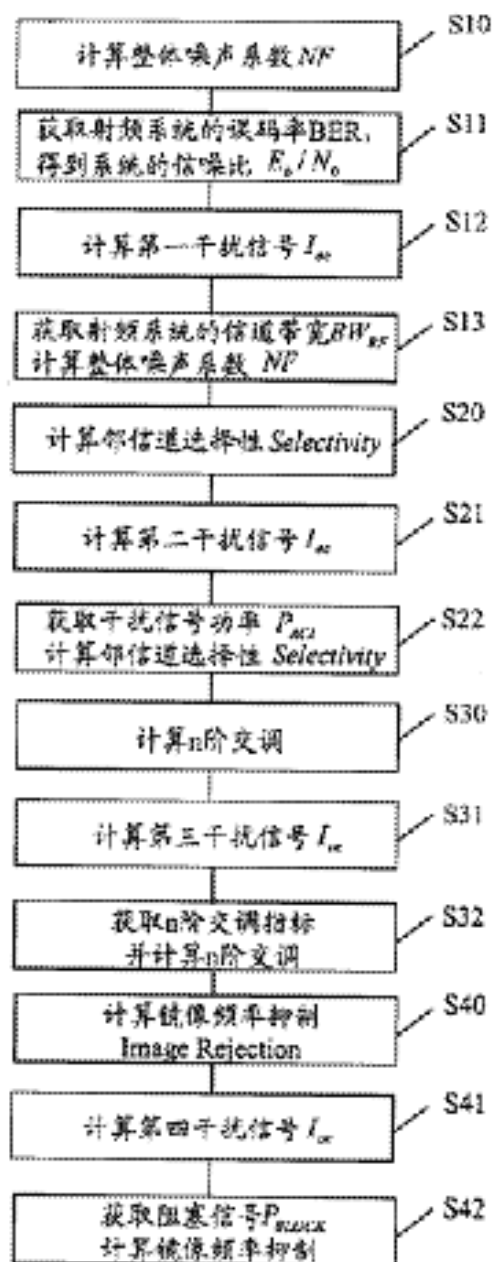 计算整体噪声系数 NF
S10
获取射频系统的误码率BER,
得到系统的信噪比 E_b / N_0
S11
计算第一干扰信号 I_oc
S12
获取射频系统的信道带宽BW_RF
计算整体噪声系数 NF
S13
计算邻信道选择性 Selectivity
S20
计算第二干扰信号 I_oc
S21
获取干扰信号功率 P_ACI
计算邻信道选择性 Selectivity
S22
计算n阶交调
S30
计算第三干扰信号 I_oc
S31
获取n阶交调指标
并计算n阶交调
S32
计算镜像频率抑制
Image Rejection
S40
计算第四干扰信号 I_oc
S41
获取阻塞信号P_BLOCK
计算镜像频率抑制
S42